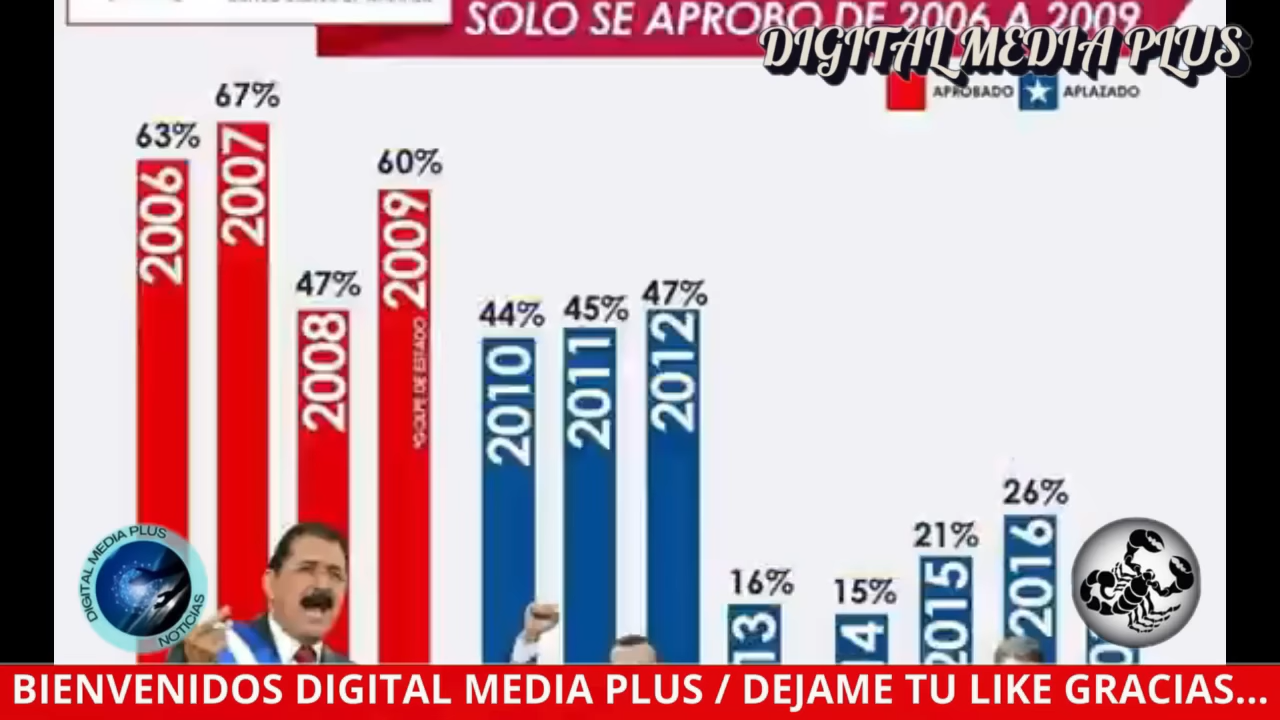 SOLO SE APROBO DE 2006 A 2009
DIGITAL MEDIA PLUS
APROBADO
APLAZADO
67%
63%
60%
2006
2007
2008
2009
47%
*GOLPE DE ESTADO
44%
45%
47%
2010
2011
2012
16%
15%
21%
26%
13
14
2015
2016
DIGITAL MEDIA PLUS
NOTICIAS
BIENVENIDOS DIGITAL MEDIA PLUS / DEJAME TU LIKE GRACIAS...